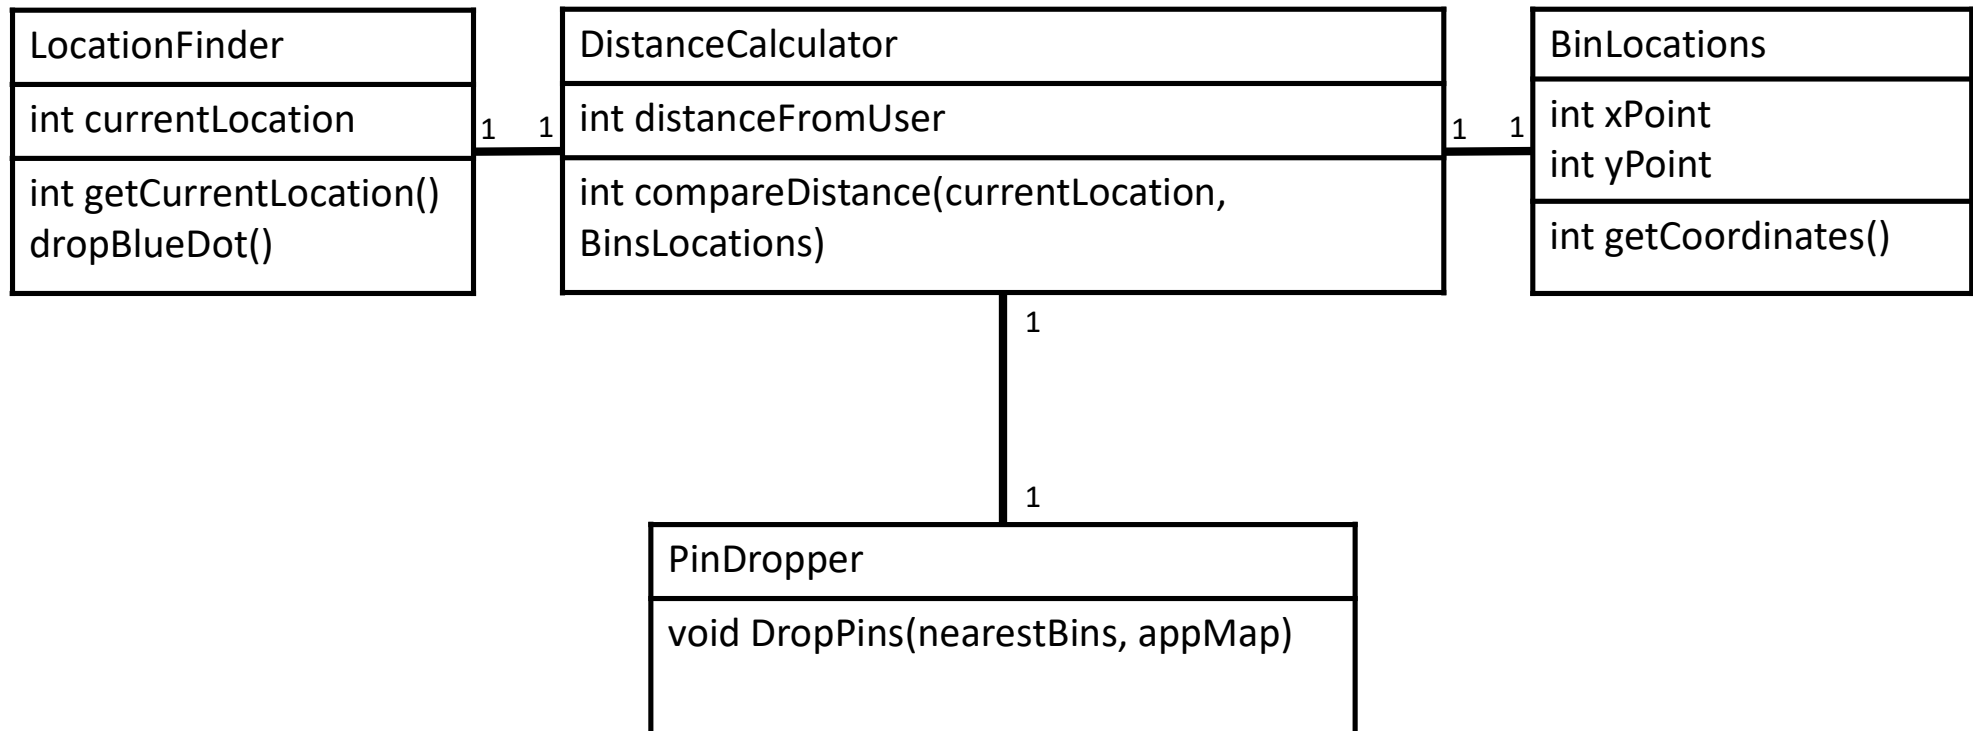 LocationFinder
int currentLocation
int getCurrentLocation()
dropBlueDot()
1
1
DistanceCalculator
int distanceFromUser
int compareDistance(currentLocation,
BinsLocations)
1
1
BinLocations
int xPoint
int yPoint
int getCoordinates()
1
1
PinDropper
void DropPins(nearestBins, appMap)